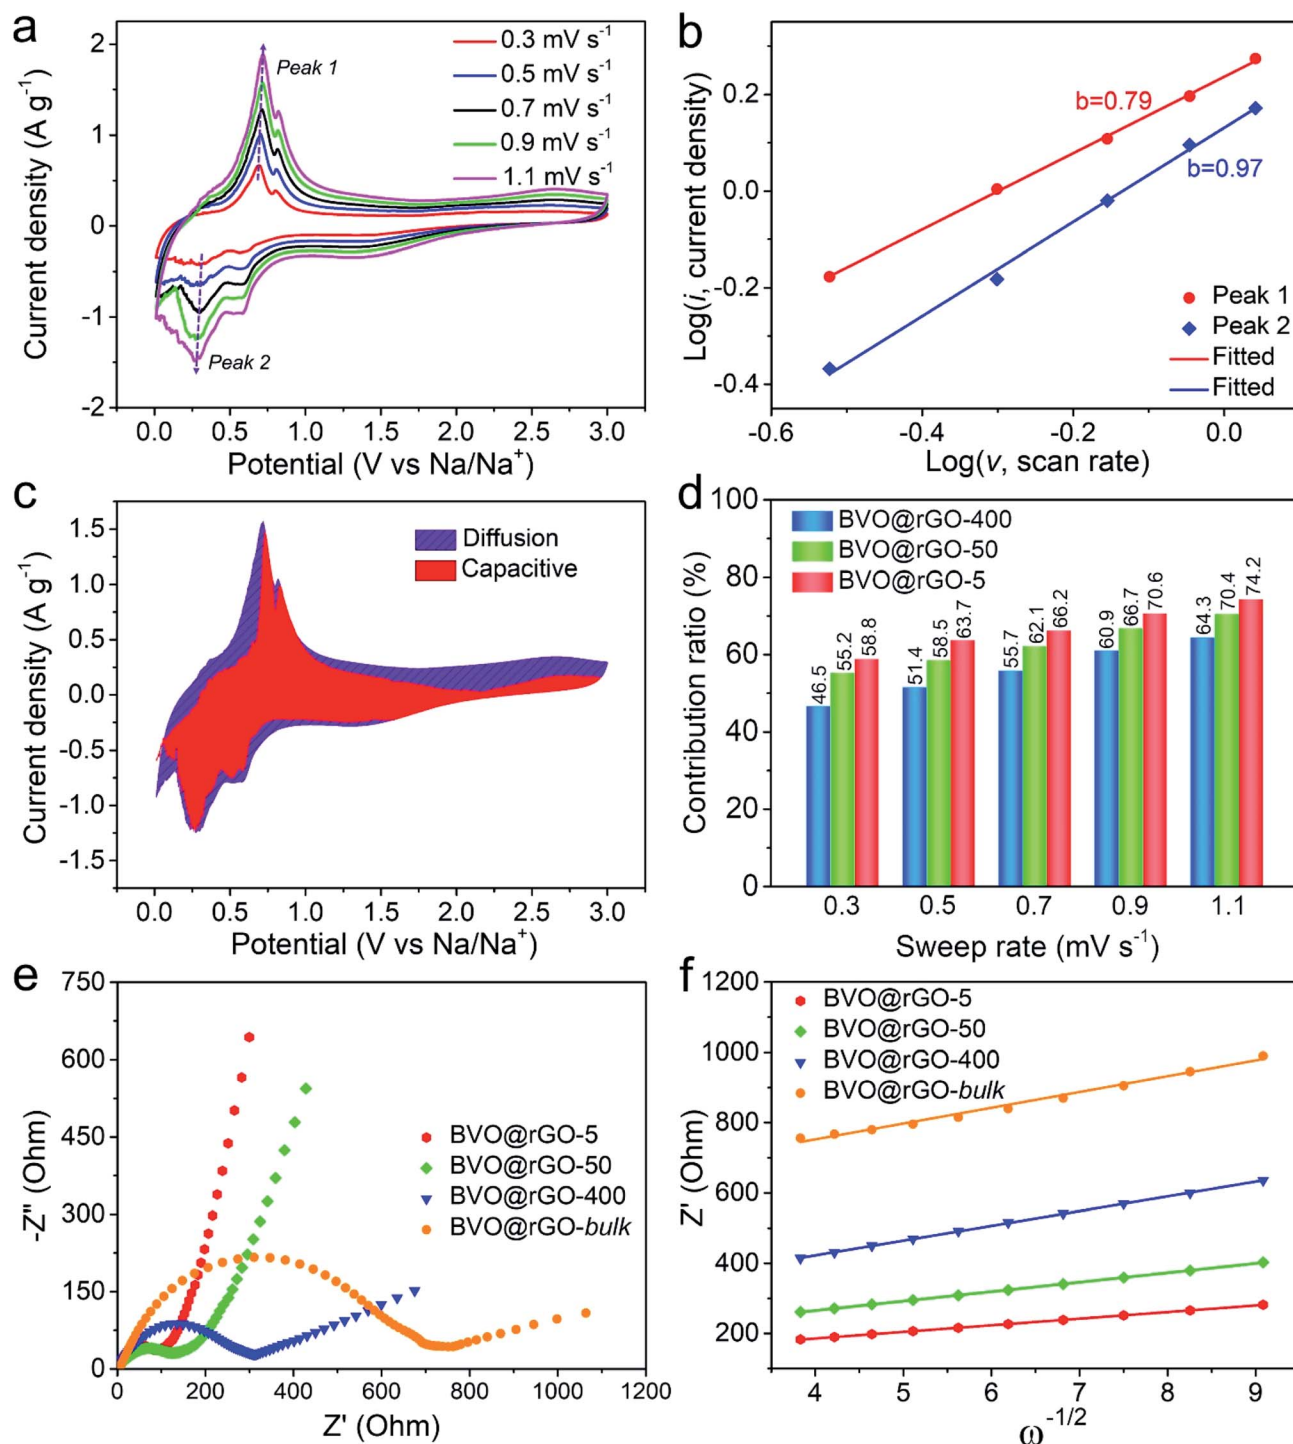 a
2
1
0
-1
-2
Current density (A g⁻¹)
0.3 mV s⁻¹
0.5 mV s⁻¹
0.7 mV s⁻¹
0.9 mV s⁻¹
1.1 mV s⁻¹
Peak 1
Peak 2
0.0 0.5 1.0 1.5 2.0 2.5 3.0
Potential (V vs Na/Na⁺)
b
0.2
0.0
-0.2
-0.4
Log(i, current density)
b=0.79
b=0.97
Peak 1
Peak 2
Fitted
Fitted
-0.6 -0.4 -0.2 0.0
Log(v, scan rate)
c
1.5
1.0
0.5
0.0
-0.5
-1.0
-1.5
Current density (A g⁻¹)
Diffusion
Capacitive
0.0 0.5 1.0 1.5 2.0 2.5 3.0
Potential (V vs Na/Na⁺)
d
100
80
60
40
20
0
Contribution ratio (%)
BVO@rGO-400
BVO@rGO-50
BVO@rGO-5
46.5 55.2 58.8 51.4 58.5 63.7 55.7 62.1 66.2 60.9 66.7 70.6 64.3 70.4 74.2
0.3 0.5 0.7 0.9 1.1
Sweep rate (mV s⁻¹)
e
750
600
450
300
150
0
-Z" (Ohm)
BVO@rGO-5
BVO@rGO-50
BVO@rGO-400
BVO@rGO-bulk
0 200 400 600 800 1000 1200
Z' (Ohm)
f
1200
1000
800
600
400
200
Z' (Ohm)
BVO@rGO-5
BVO@rGO-50
BVO@rGO-400
BVO@rGO-bulk
4 5 6 7 8 9
ω⁻¹/²